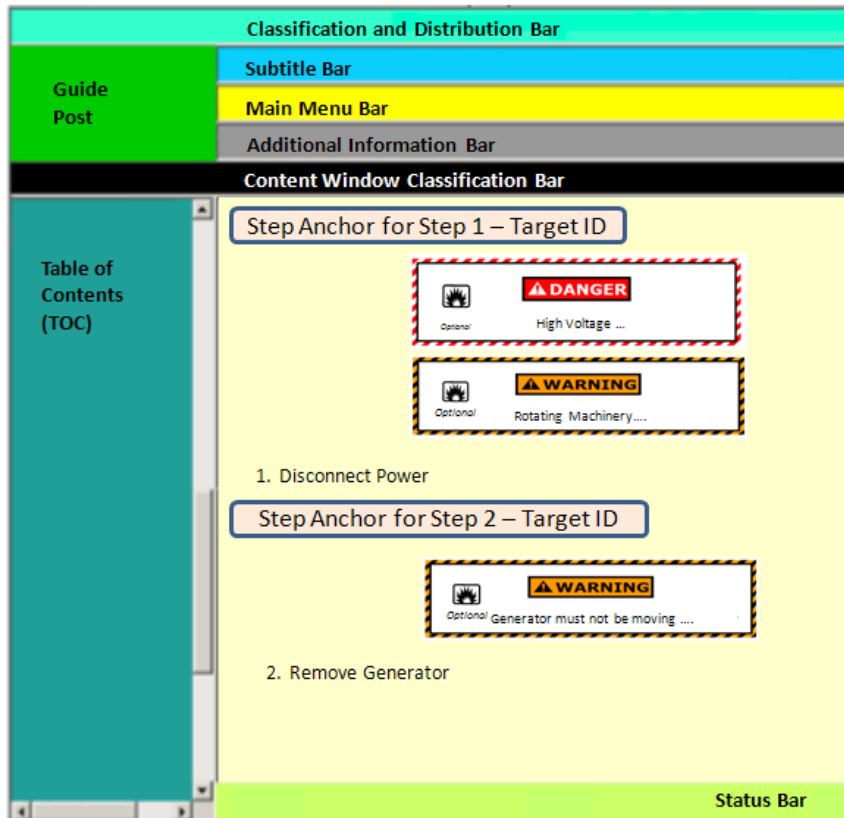 Classification and Distribution Bar
Guide
Post
Subtitle Bar
Main Menu Bar
Additional Information Bar
Content Window Classification Bar
Table of
Contents
(TOC)
Step Anchor for Step 1 – Target ID
DANGER
Optional
High Voltage ...
WARNING
Optional
Rotating Machinery....
1. Disconnect Power
Step Anchor for Step 2 – Target ID
WARNING
Optional Generator must not be moving ....
2. Remove Generator
Status Bar